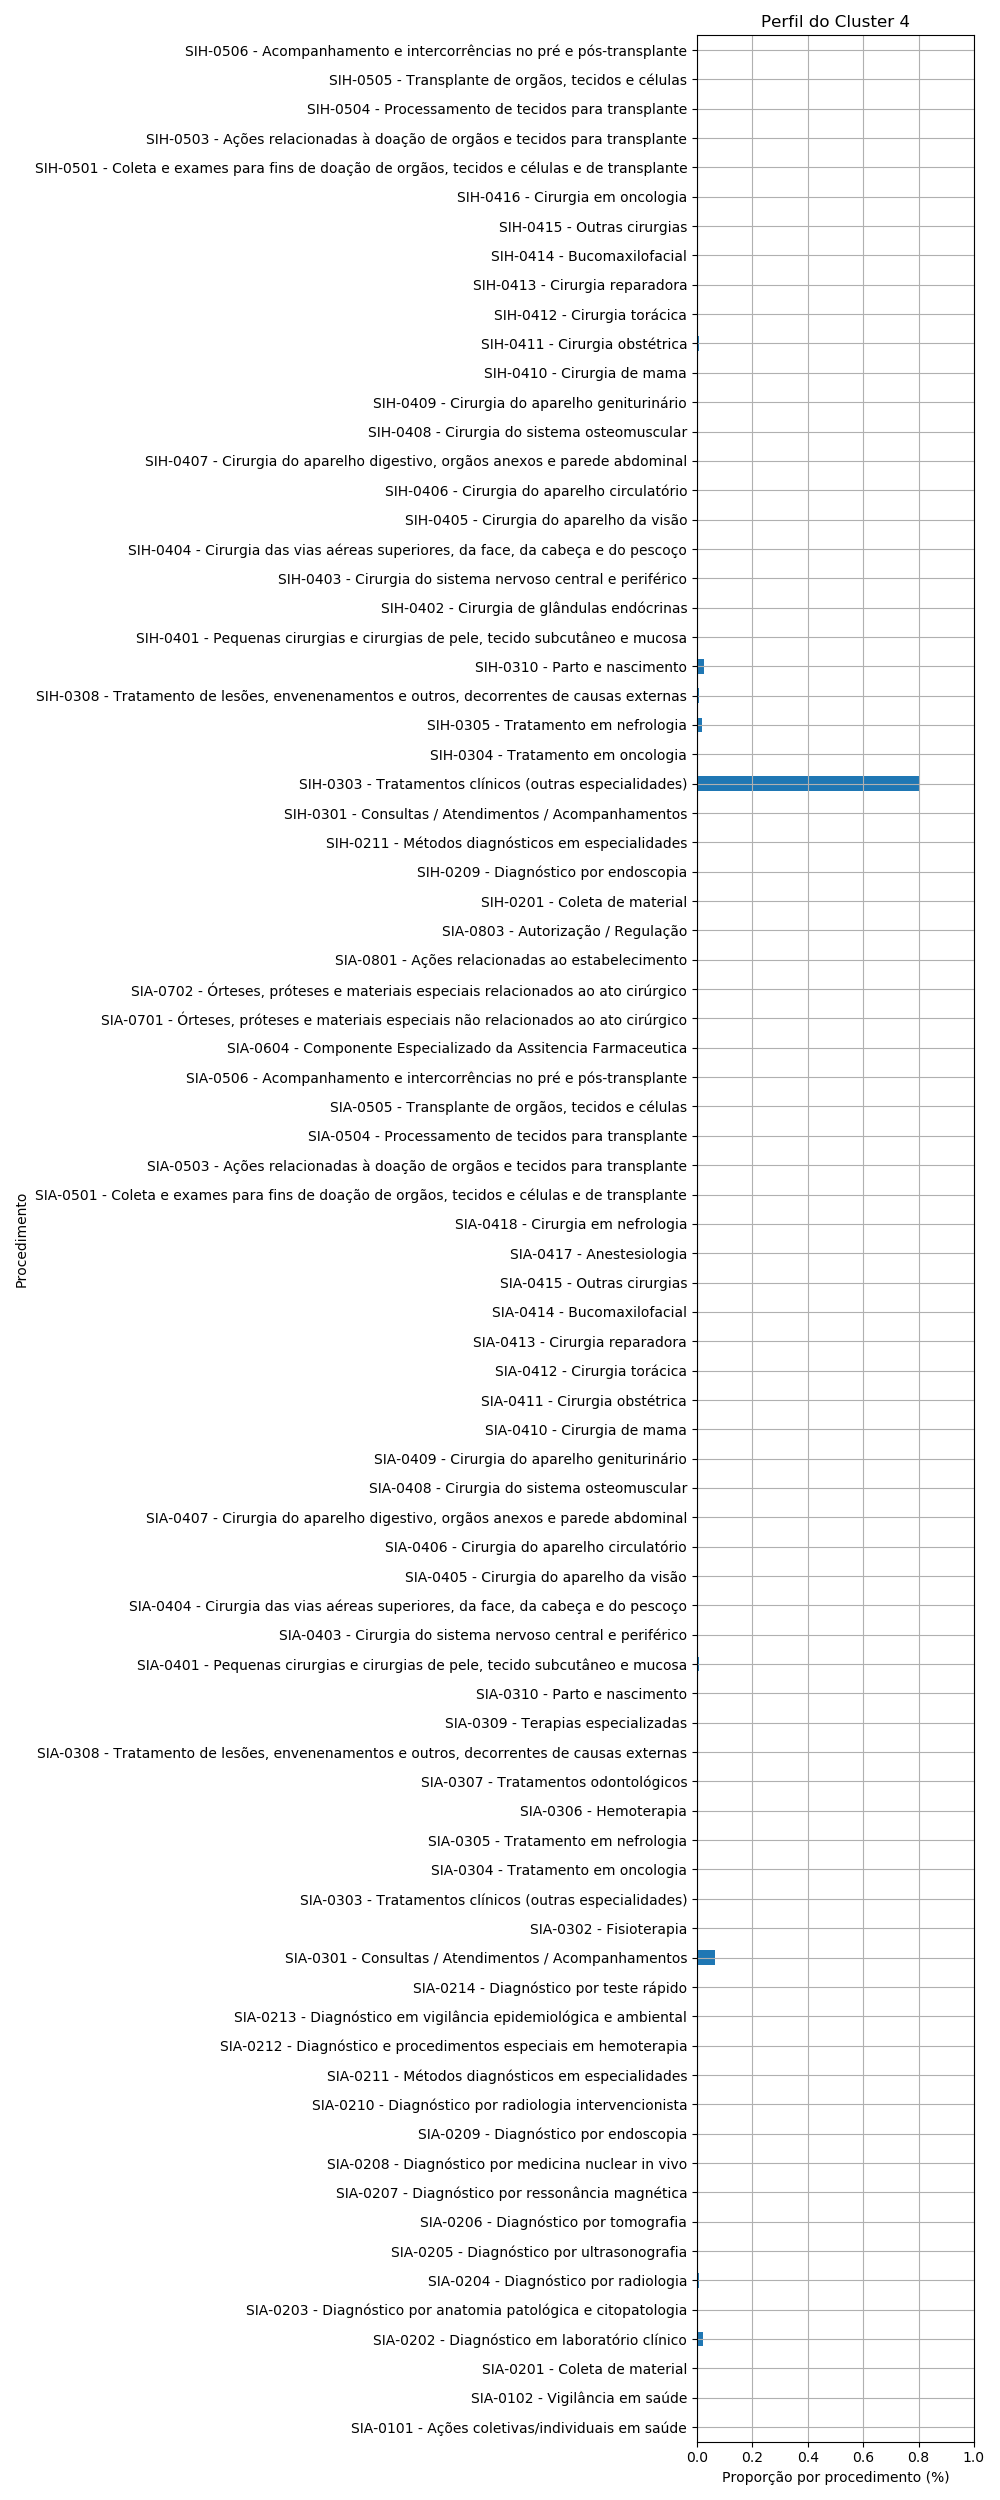 Perfil do Cluster 4
SIH-0506 - Acompanhamento e intercorrências no pré e pós-transplante
SIH-0505 - Transplante de orgãos, tecidos e células
SIH-0504 - Processamento de tecidos para transplante
SIH-0503 - Ações relacionadas à doação de orgãos e tecidos para transplante
SIH-0501 - Coleta e exames para fins de doação de orgãos, tecidos e células e de transplante
SIH-0416 - Cirurgia em oncologia
SIH-0415 - Outras cirurgias
SIH-0414 - Bucomaxilofacial
SIH-0413 - Cirurgia reparadora
SIH-0412 - Cirurgia torácica
SIH-0411 - Cirurgia obstétrica
SIH-0410 - Cirurgia de mama
SIH-0409 - Cirurgia do aparelho geniturinário
SIH-0408 - Cirurgia do sistema osteomuscular
SIH-0407 - Cirurgia do aparelho digestivo, orgãos anexos e parede abdominal
SIH-0406 - Cirurgia do aparelho circulatório
SIH-0405 - Cirurgia do aparelho da visão
SIH-0404 - Cirurgia das vias aéreas superiores, da face, da cabeça e do pescoço
SIH-0403 - Cirurgia do sistema nervoso central e periférico
SIH-0402 - Cirurgia de glândulas endócrinas
SIH-0401 - Pequenas cirurgias e cirurgias de pele, tecido subcutâneo e mucosa
SIH-0310 - Parto e nascimento
SIH-0308 - Tratamento de lesões, envenenamentos e outros, decorrentes de causas externas
SIH-0305 - Tratamento em nefrologia
SIH-0304 - Tratamento em oncologia
SIH-0303 - Tratamentos clínicos (outras especialidades)
SIH-0301 - Consultas / Atendimentos / Acompanhamentos
SIH-0211 - Métodos diagnósticos em especialidades
SIH-0209 - Diagnóstico por endoscopia
SIH-0201 - Coleta de material
SIA-0803 - Autorização / Regulação
SIA-0801 - Ações relacionadas ao estabelecimento
SIA-0702 - Órteses, próteses e materiais especiais relacionados ao ato cirúrgico
SIA-0701 - Órteses, próteses e materiais especiais não relacionados ao ato cirúrgico
SIA-0604 - Componente Especializado da Assitencia Farmaceutica
SIA-0506 - Acompanhamento e intercorrências no pré e pós-transplante
SIA-0505 - Transplante de orgãos, tecidos e células
SIA-0504 - Processamento de tecidos para transplante
SIA-0503 - Ações relacionadas à doação de orgãos e tecidos para transplante
SIA-0501 - Coleta e exames para fins de doação de orgãos, tecidos e células e de transplante
SIA-0418 - Cirurgia em nefrologia
SIA-0417 - Anestesiologia
SIA-0415 - Outras cirurgias
SIA-0414 - Bucomaxilofacial
SIA-0413 - Cirurgia reparadora
SIA-0412 - Cirurgia torácica
SIA-0411 - Cirurgia obstétrica
SIA-0410 - Cirurgia de mama
SIA-0409 - Cirurgia do aparelho geniturinário
SIA-0408 - Cirurgia do sistema osteomuscular
SIA-0407 - Cirurgia do aparelho digestivo, orgãos anexos e parede abdominal
SIA-0406 - Cirurgia do aparelho circulatório
SIA-0405 - Cirurgia do aparelho da visão
SIA-0404 - Cirurgia das vias aéreas superiores, da face, da cabeça e do pescoço
SIA-0403 - Cirurgia do sistema nervoso central e periférico
SIA-0401 - Pequenas cirurgias e cirurgias de pele, tecido subcutâneo e mucosa
SIA-0310 - Parto e nascimento
SIA-0309 - Terapias especializadas
SIA-0308 - Tratamento de lesões, envenenamentos e outros, decorrentes de causas externas
SIA-0307 - Tratamentos odontológicos
SIA-0306 - Hemoterapia
SIA-0305 - Tratamento em nefrologia
SIA-0304 - Tratamento em oncologia
SIA-0303 - Tratamentos clínicos (outras especialidades)
SIA-0302 - Fisioterapia
SIA-0301 - Consultas / Atendimentos / Acompanhamentos
SIA-0214 - Diagnóstico por teste rápido
SIA-0213 - Diagnóstico em vigilância epidemiológica e ambiental
SIA-0212 - Diagnóstico e procedimentos especiais em hemoterapia
SIA-0211 - Métodos diagnósticos em especialidades
SIA-0210 - Diagnóstico por radiologia intervencionista
SIA-0209 - Diagnóstico por endoscopia
SIA-0208 - Diagnóstico por medicina nuclear in vivo
SIA-0207 - Diagnóstico por ressonância magnética
SIA-0206 - Diagnóstico por tomografia
SIA-0205 - Diagnóstico por ultrasonografia
SIA-0204 - Diagnóstico por radiologia
SIA-0203 - Diagnóstico por anatomia patológica e citopatologia
SIA-0202 - Diagnóstico em laboratório clínico
SIA-0201 - Coleta de material
SIA-0102 - Vigilância em saúde
SIA-0101 - Ações coletivas/individuais em saúde
Procedimento
0.0 0.2 0.4 0.6 0.8 1.0
Proporção por procedimento (%)